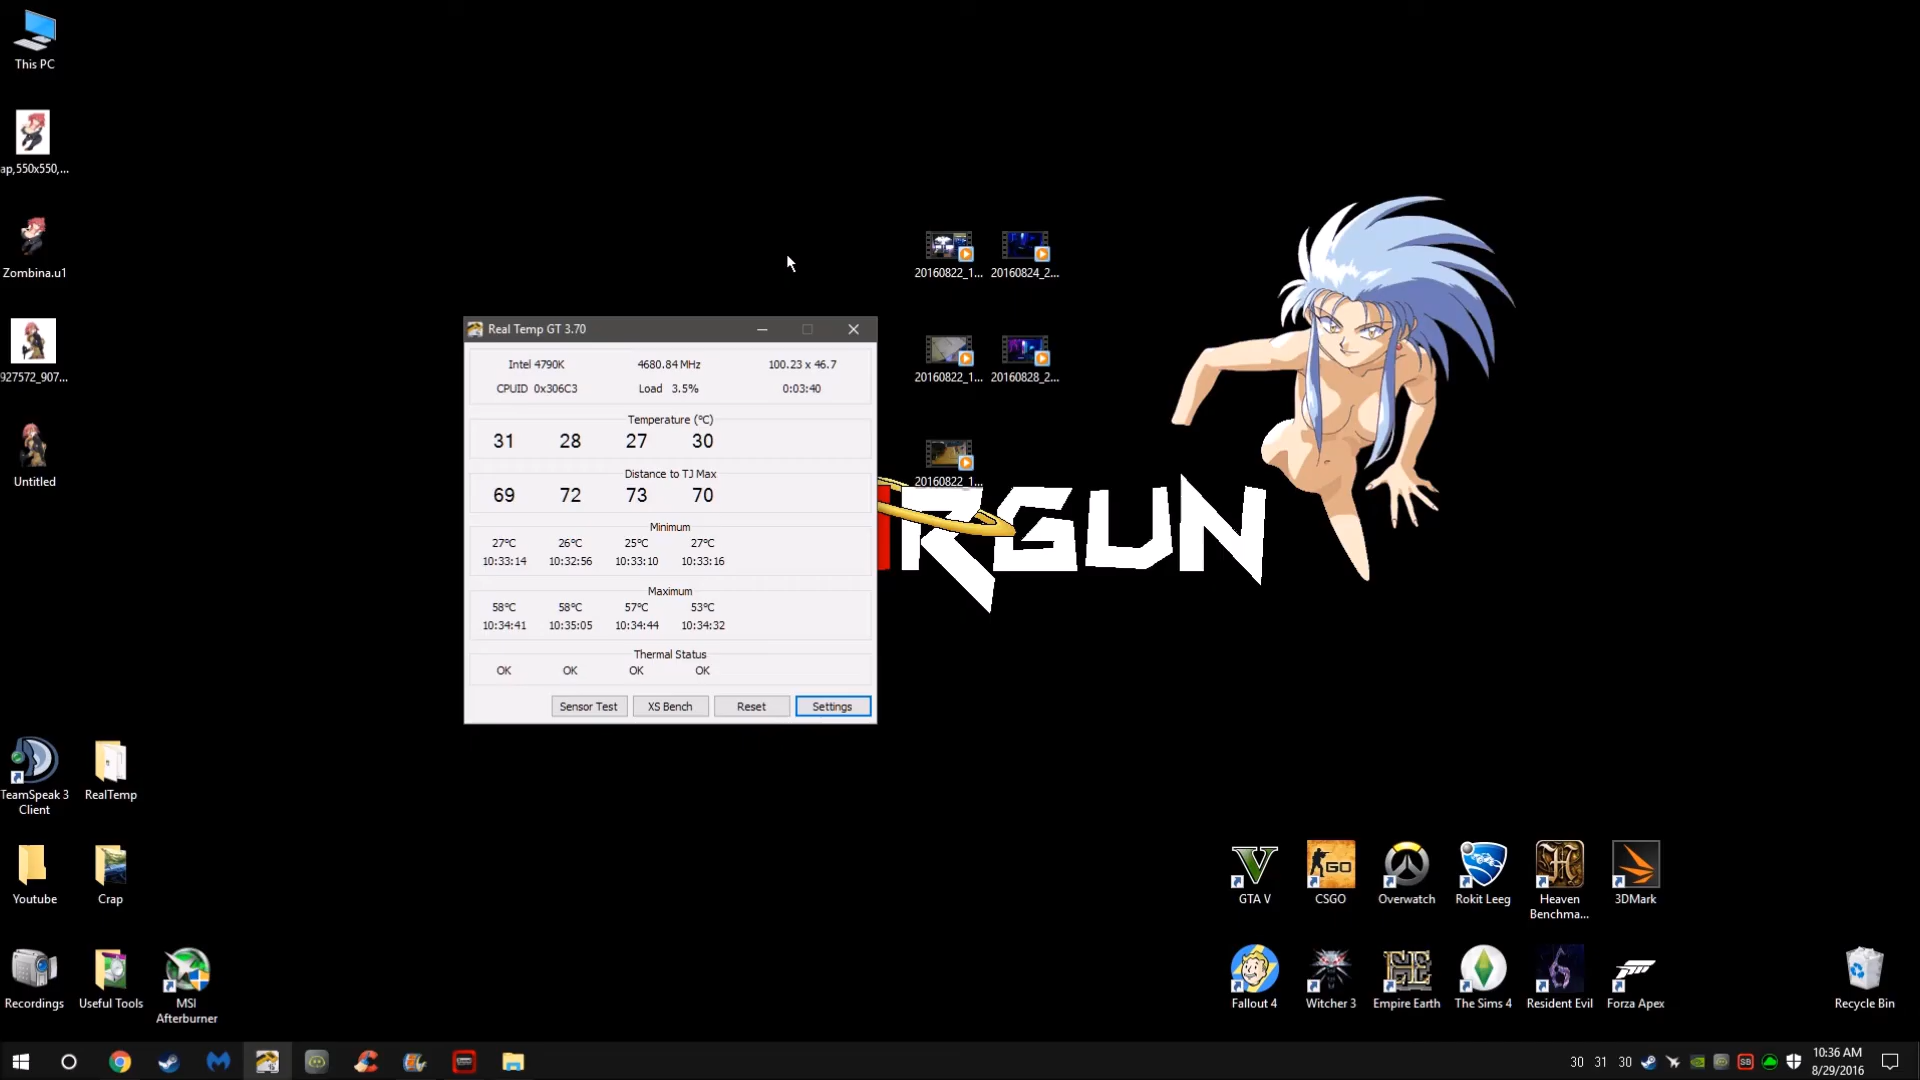 This PC
ap,550x550,...
Zombina.u1
927572_907...
Untitled
20160822_1...
20160824_2...
20160822_1...
20160828_2...
20160822_1...
RGUN
Real Temp GT 3.70
Intel 4790K
4680.84 MHz
100.23 x 46.7
CPUID 0x306C3
Load 3.5%
0:03:40
Temperature (°C)
31 28 27 30
Distance to TJ Max
69 72 73 70
Minimum
27°C 26°C 25°C 27°C
10:33:14 10:32:56 10:33:10 10:33:16
Maximum
58°C 58°C 57°C 53°C
10:34:41 10:35:05 10:34:44 10:34:32
Thermal Status
OK OK OK OK
Sensor Test
XS Bench
Reset
Settings
TeamSpeak 3
Client
RealTemp
Youtube
Crap
Recordings
Useful Tools
MSI
Afterburner
GO
GTA V
CSGO
Overwatch
Rokit Leeg
Heaven
Benchma...
3DMark
Fallout 4
Witcher 3
Empire Earth
The Sims 4
Resident Evil
Forza Apex
Recycle Bin
30 31 30
10:36 AM
8/29/2016